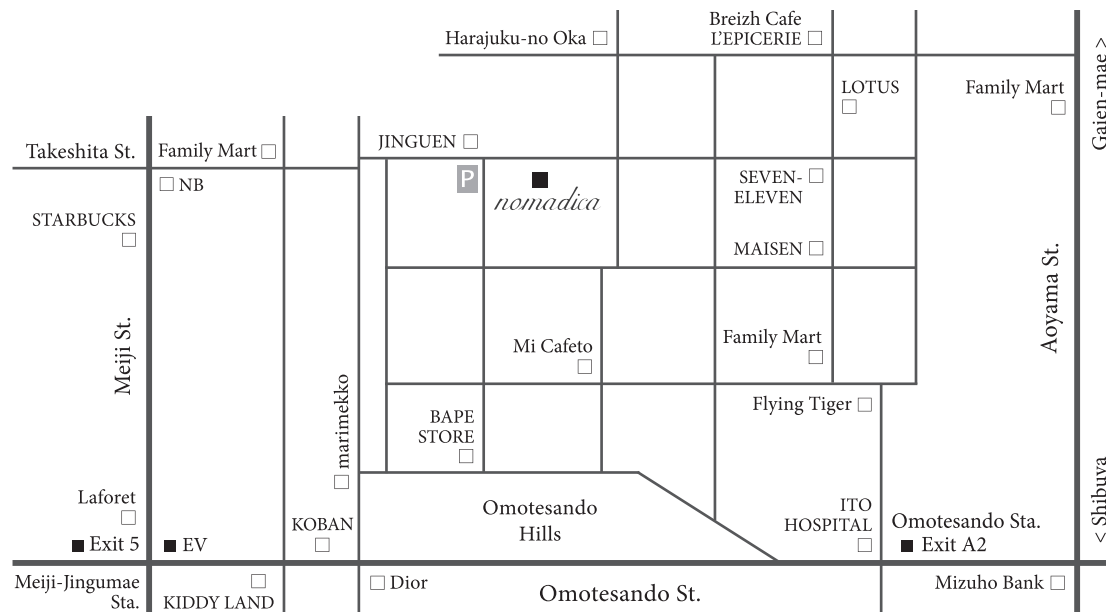 Harajuku-no Oka
Breizh Cafe
L'EPICERIE
Gaien-mae >
LOTUS
Family Mart
JINGUEN
Takeshita St.
Family Mart
P
SEVEN-
ELEVEN
NB
nomadica
STARBUCKS
MAISEN
Aoyama St.
Meiji St.
Mi Cafeto
Family Mart
marimekko
BAPE
STORE
Flying Tiger
< Shibuya
Laforet
KOBAN
Omotesando
Hills
ITO
HOSPITAL
Omotesando Sta.
Exit A2
Exit 5
EV
Meiji-Jingumae
Sta.
KIDDY LAND
Dior
Omotesando St.
Mizuho Bank